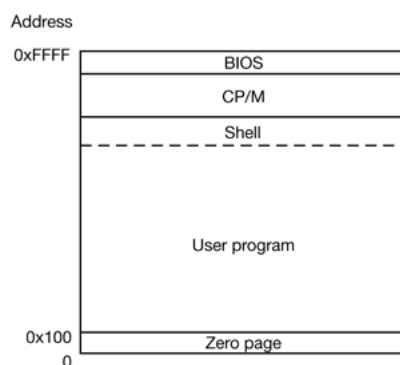 Address
0xFFFF
BIOS
CP/M
Shell
User program
0x100
Zero page
0